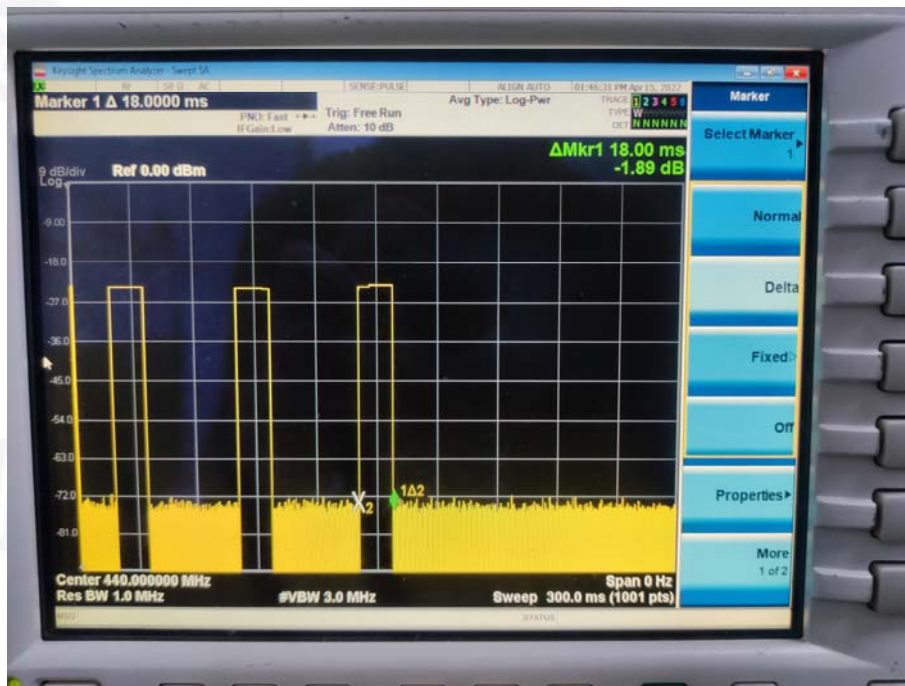 Keysight Spectrum Analyzer - Swept SA
RF 50 Ω AC SENSE:PULSE ALIGN AUTO 01:46:31 PM Apr 15, 2022
Marker 1 Δ 18.0000 ms
PNO: Fast
IFGain:Low
Trig: Free Run
Atten: 10 dB
Avg Type: Log-Pwr
TRACE 1 2 3 4 5 6
TYPE W
DET N N N N N N
ΔMkr1 18.00 ms
-1.89 dB
9 dB/div Ref 0.00 dBm
Log
-9.00
-18.0
-27.0
-36.0
-45.0
-54.0
-63.0
-72.0
-81.0
X2
1Δ2
Center 440.000000 MHz Span 0 Hz
Res BW 1.0 MHz #VBW 3.0 MHz Sweep 300.0 ms (1001 pts)
MSG STATUS
Marker
Select Marker
1
Normal
Delta
Fixed
Off
Properties
More
1 of 2